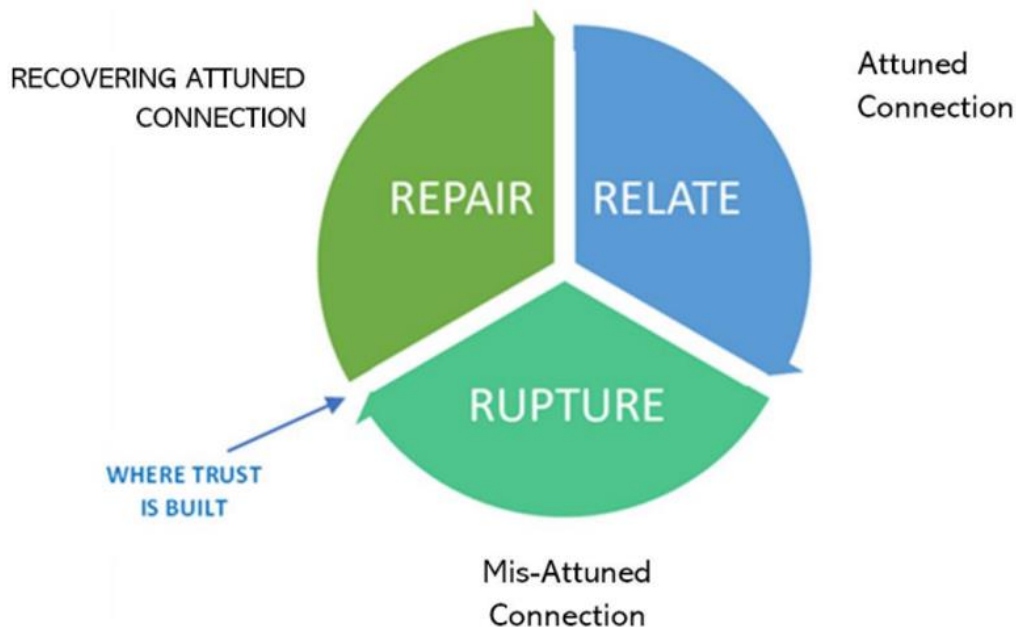 RECOVERING ATTUNED
CONNECTION
Attuned
Connection
REPAIR
RELATE
RUPTURE
WHERE TRUST
IS BUILT
Mis-Attuned
Connection